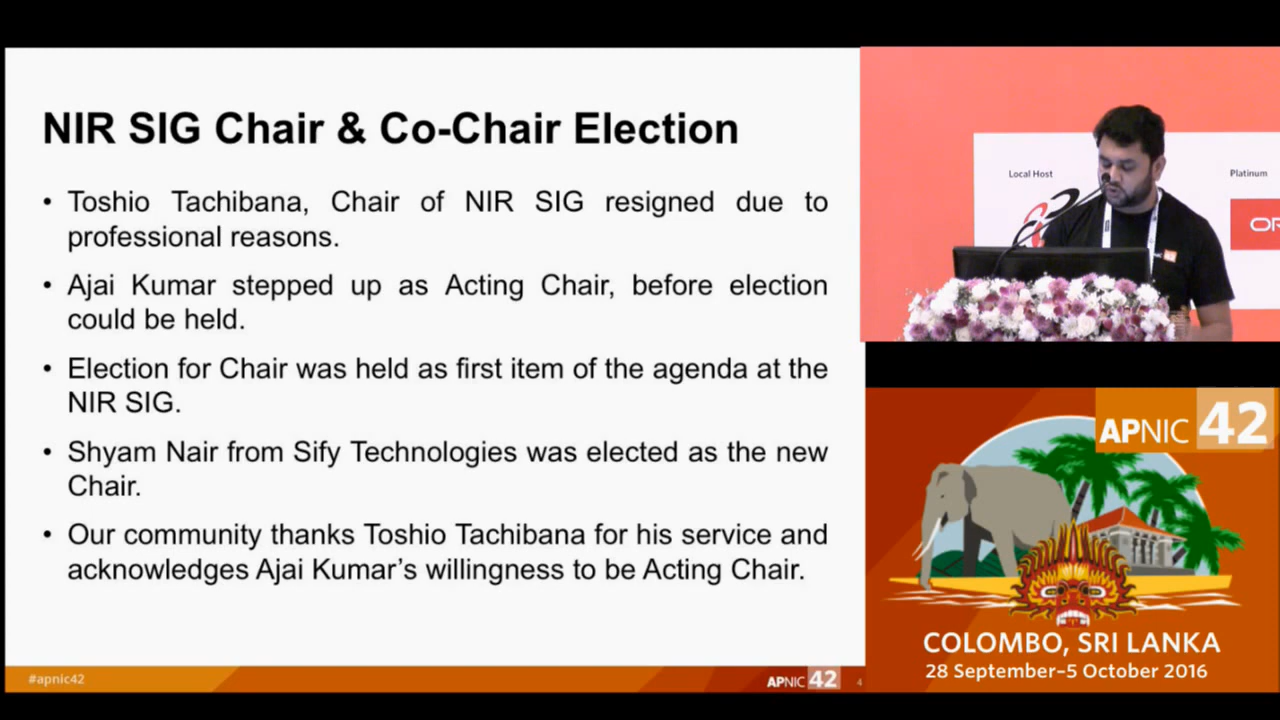 NIR SIG Chair & Co-Chair Election
• Toshio Tachibana, Chair of NIR SIG resigned due to
professional reasons.
• Ajai Kumar stepped up as Acting Chair, before election
could be held.
• Election for Chair was held as first item of the agenda at the
NIR SIG.
• Shyam Nair from Sify Technologies was elected as the new
Chair.
• Our community thanks Toshio Tachibana for his service and
acknowledges Ajai Kumar’s willingness to be Acting Chair.
#apnic42
APNIC 42
4
Local Host
Platinum
APNIC 42
COLOMBO, SRI LANKA
28 September–5 October 2016